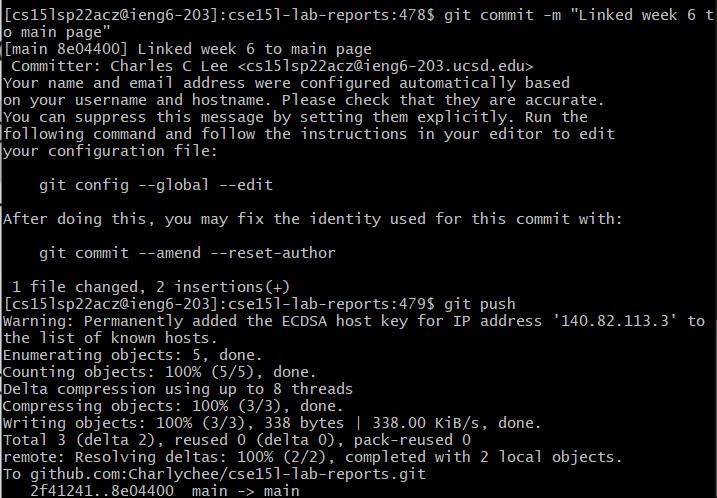 [cs15lsp22acz@ieng6-203]:cse15l-lab-reports:478$ git commit -m "Linked week 6 t
o main page"
[main 8e04400] Linked week 6 to main page
 Committer: Charles C Lee <cs15lsp22acz@ieng6-203.ucsd.edu>
Your name and email address were configured automatically based
on your username and hostname. Please check that they are accurate.
You can suppress this message by setting them explicitly. Run the
following command and follow the instructions in your editor to edit
your configuration file:

    git config --global --edit

After doing this, you may fix the identity used for this commit with:

    git commit --amend --reset-author

 1 file changed, 2 insertions(+)
[cs15lsp22acz@ieng6-203]:cse15l-lab-reports:479$ git push
Warning: Permanently added the ECDSA host key for IP address '140.82.113.3' to
the list of known hosts.
Enumerating objects: 5, done.
Counting objects: 100% (5/5), done.
Delta compression using up to 8 threads
Compressing objects: 100% (3/3), done.
Writing objects: 100% (3/3), 338 bytes | 338.00 KiB/s, done.
Total 3 (delta 2), reused 0 (delta 0), pack-reused 0
remote: Resolving deltas: 100% (2/2), completed with 2 local objects.
To github.com:Charlychee/cse15l-lab-reports.git
   2f41241..8e04400  main -> main